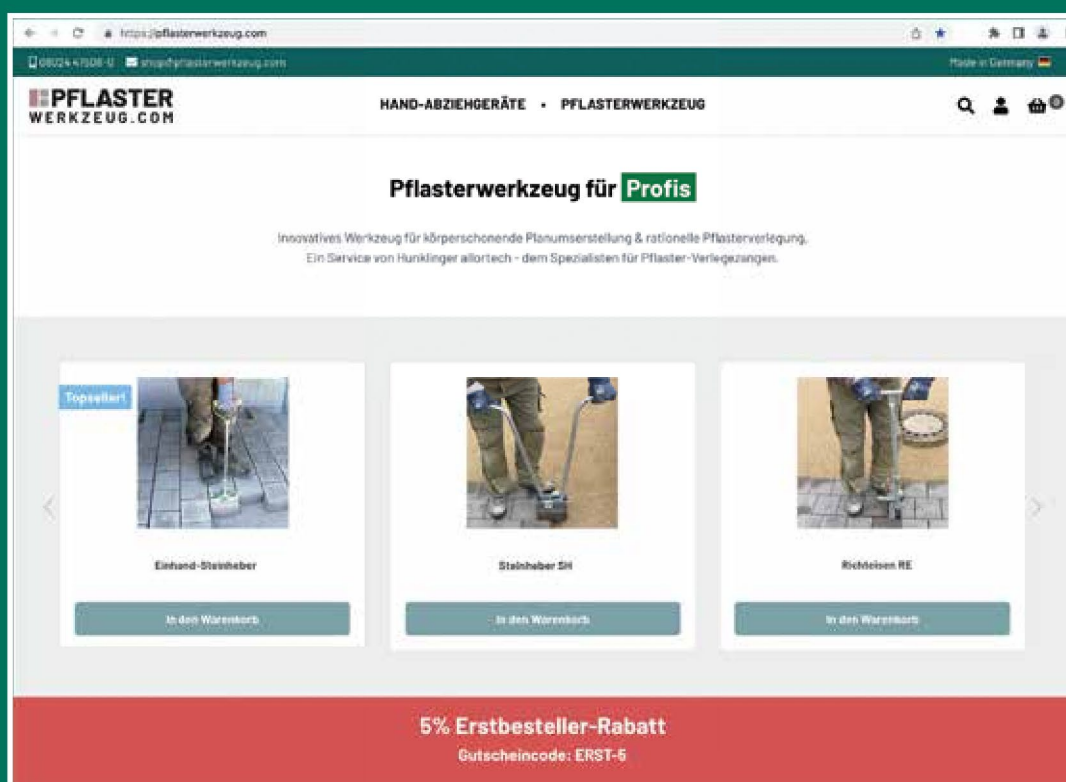 https://pflasterwerkzeug.com
08024 47508-0 shop@pflasterwerkzeug.com
Made in Germany
PFLASTER
WERKZEUG.COM
HAND-ABZIEHGERÄTE • PFLASTERWERKZEUG
0
Pflasterwerkzeug für Profis
Innovatives Werkzeug für körperschonende Planumserstellung & rationelle Pflasterverlegung.
Ein Service von Hunklinger allortech - dem Spezialisten für Pflaster-Verlegezangen.
Topseller!
Einhand-Steinheber
Steinheber SH
Richteisen RE
In den Warenkorb
In den Warenkorb
In den Warenkorb
5% Erstbesteller-Rabatt
Gutscheincode: ERST-5